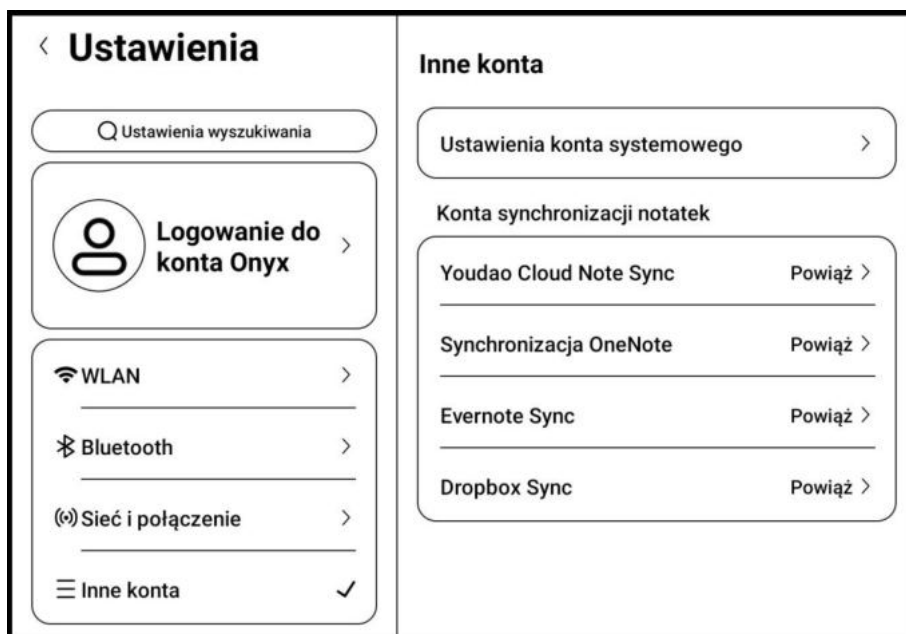 Ustawienia
Ustawienia wyszukiwania
Logowanie do
konta Onyx
WLAN
Bluetooth
Sieć i połączenie
Inne konta
Inne konta
Ustawienia konta systemowego
Konta synchronizacji notatek
Youdao Cloud Note Sync Powiąż
Synchronizacja OneNote Powiąż
Evernote Sync Powiąż
Dropbox Sync Powiąż